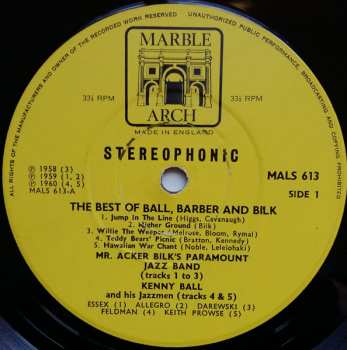 ALL RIGHTS OF THE MANUFACTURERS AND OWNER OF THE RECORDED WORK RESERVED. UNAUTHORIZED PUBLIC PERFORMANCE, BROADCASTING AND COPYING PROHIBITED
MARBLE
33⅓ RPM 33⅓ RPM
ARCH
MADE IN ENGLAND
STEREOPHONIC
℗ 1958 (3)
℗ 1959 (1, 2)
℗ 1960 (4, 5)
MALS 613-A
MALS 613
SIDE 1
THE BEST OF BALL, BARBER AND BILK
1. Jump In The Line (Higgs, Cavanaugh)
2. Higher Ground (Bilk)
3. Willie The Weeper (Melrose, Bloom, Rymal)
4. Teddy Bears' Picnic (Bratton, Kennedy)
5. Hawaiian War Chant (Noble, Leleiohaki)
MR. ACKER BILK'S PARAMOUNT
JAZZ BAND
(tracks 1 to 3)
KENNY BALL
and his Jazzmen (tracks 4 & 5)
ESSEX (1) ALLEGRO (2) DAREWSKI (3)
FELDMAN (4) KEITH PROWSE (5)